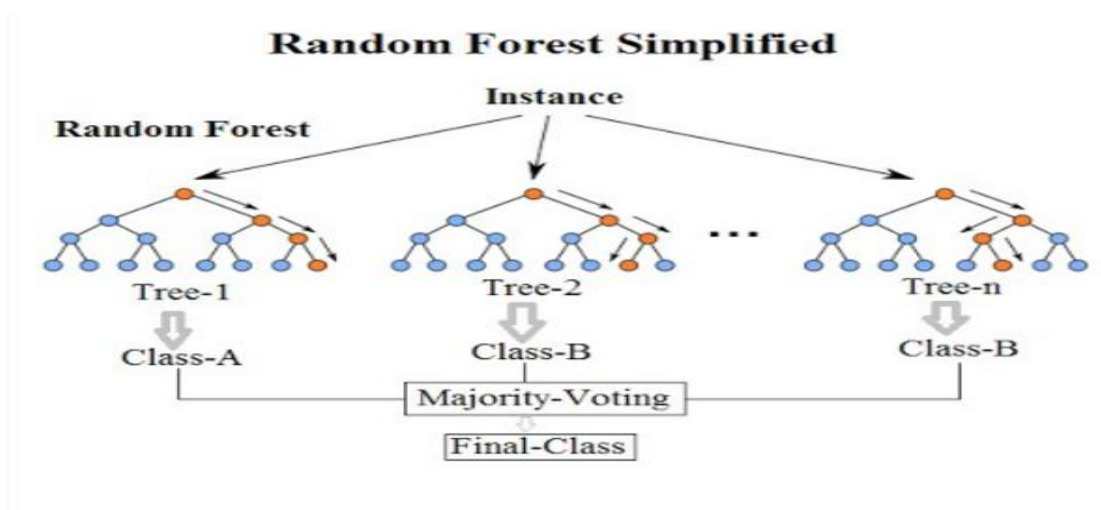 Random Forest Simplified
Instance
Random Forest
...
Tree-1
Tree-2
Tree-n
Class-A
Class-B
Class-B
Majority-Voting
Final-Class